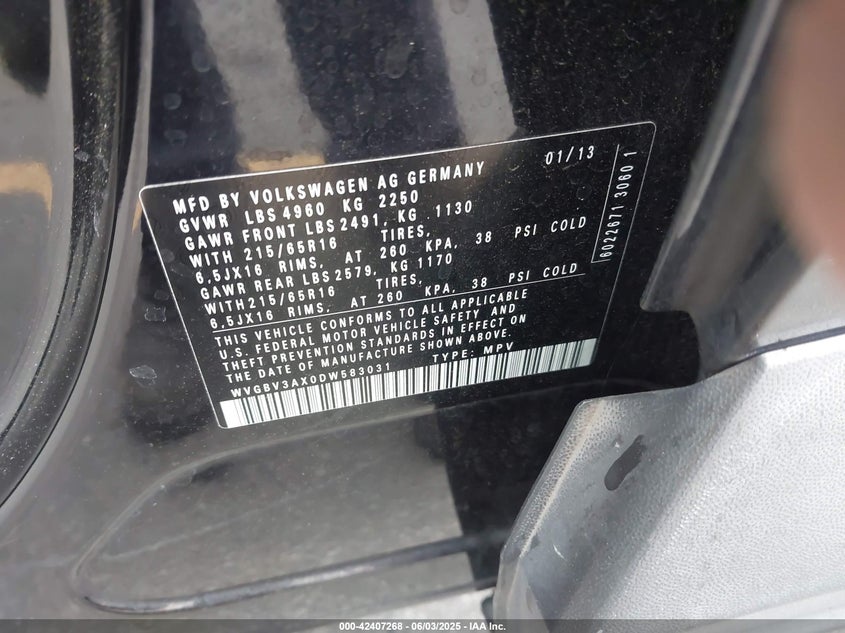 MFD BY VOLKSWAGEN AG GERMANY 01/13
GVWR LBS 4960 KG 2250
GAWR FRONT LBS 2491, KG 1130
WITH 215/65R16 TIRES,
6,5JX16 RIMS, AT 260 KPA, 38 PSI COLD
GAWR REAR LBS 2579, KG 1170
WITH 215/65R16 TIRES,
6,5JX16 RIMS, AT 260 KPA, 38 PSI COLD
THIS VEHICLE CONFORMS TO ALL APPLICABLE
U.S. FEDERAL MOTOR VEHICLE SAFETY AND
THEFT PREVENTION STANDARDS IN EFFECT ON
THE DATE OF MANUFACTURE SHOWN ABOVE
WVGBV3AX0DW583031 TYPE: MPV
6022671 3060 1
000-42407268 - 06/03/2025 - IAA Inc.